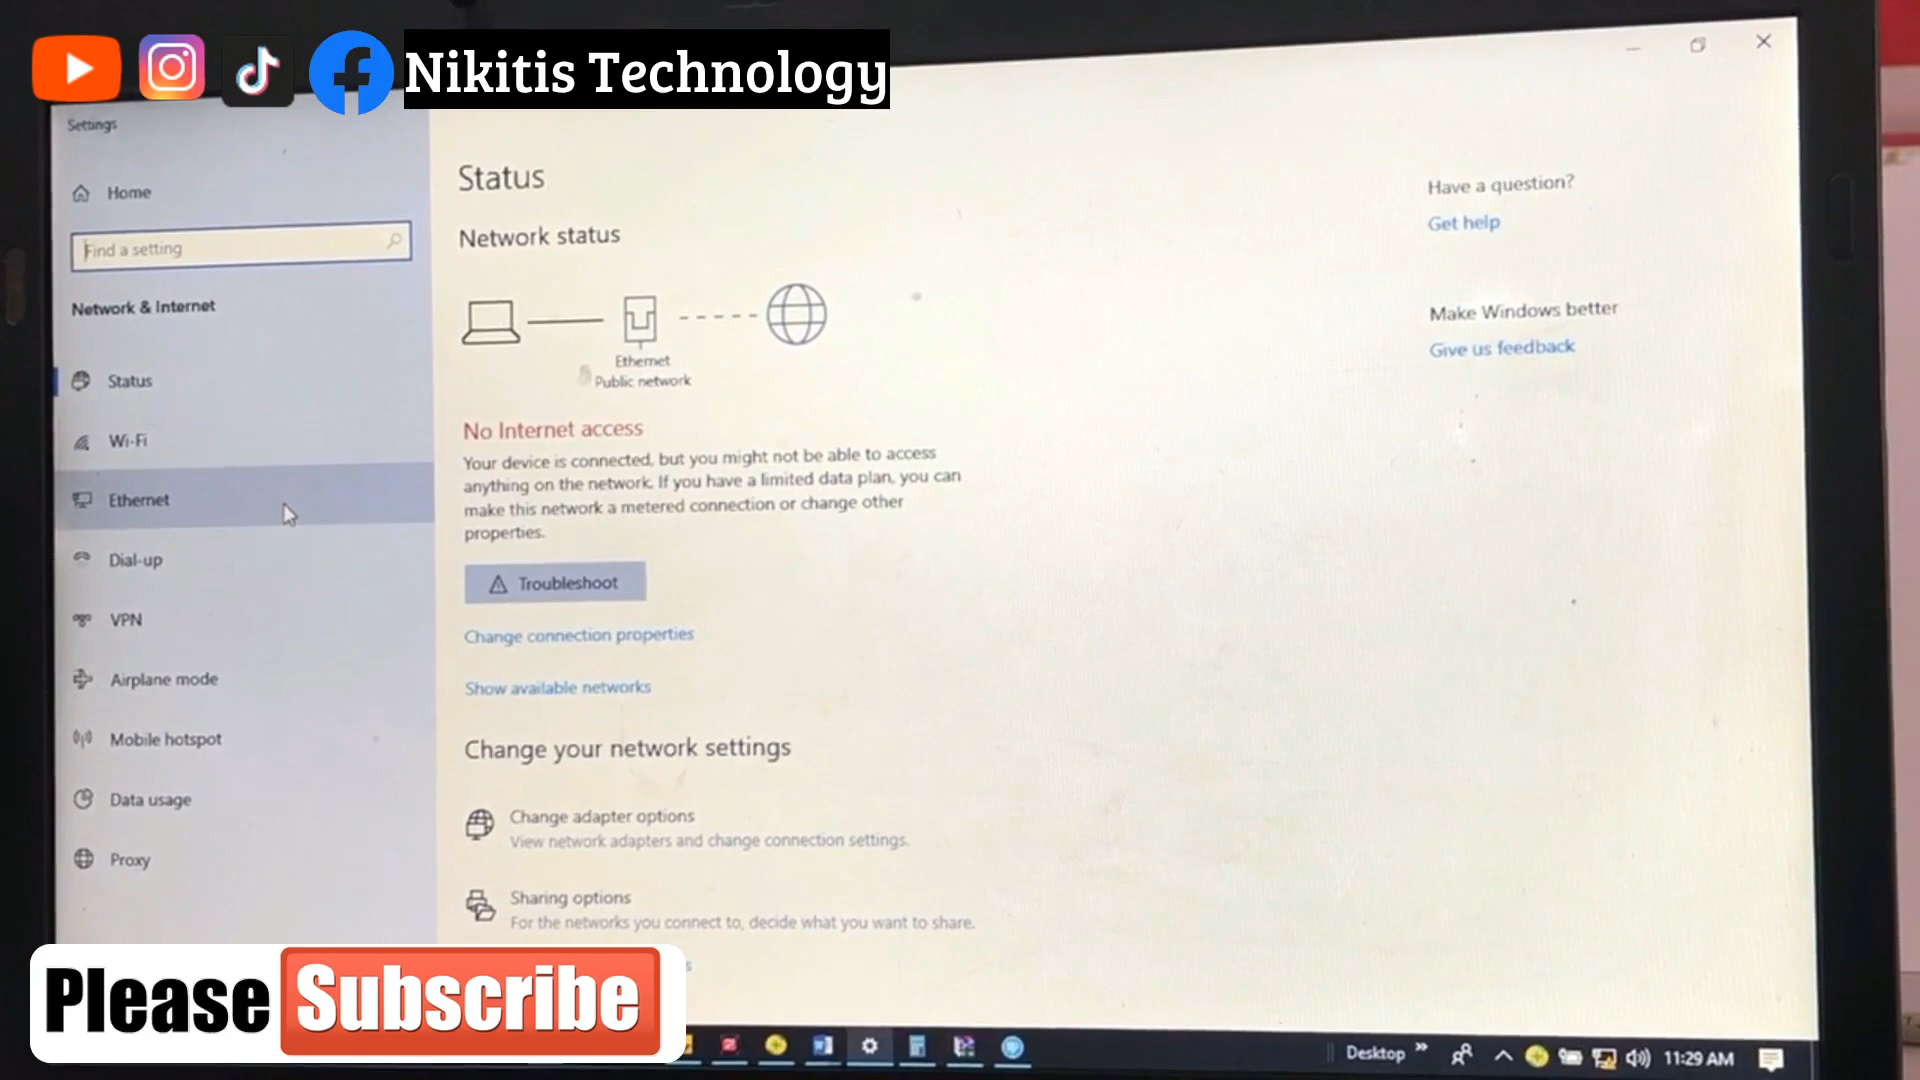 Nikitis Technology
Settings
Home
Find a setting
Network & Internet
Status
Wi-Fi
Ethernet
Dial-up
VPN
Airplane mode
Mobile hotspot
Data usage
Proxy
Status
Network status
Ethernet
Public network
No Internet access
Your device is connected, but you might not be able to access
anything on the network. If you have a limited data plan, you can
make this network a metered connection or change other
properties.
Troubleshoot
Change connection properties
Show available networks
Change your network settings
Change adapter options
View network adapters and change connection settings.
Sharing options
For the networks you connect to, decide what you want to share.
Have a question?
Get help
Make Windows better
Give us feedback
Please Subscribe
Desktop
11:29 AM